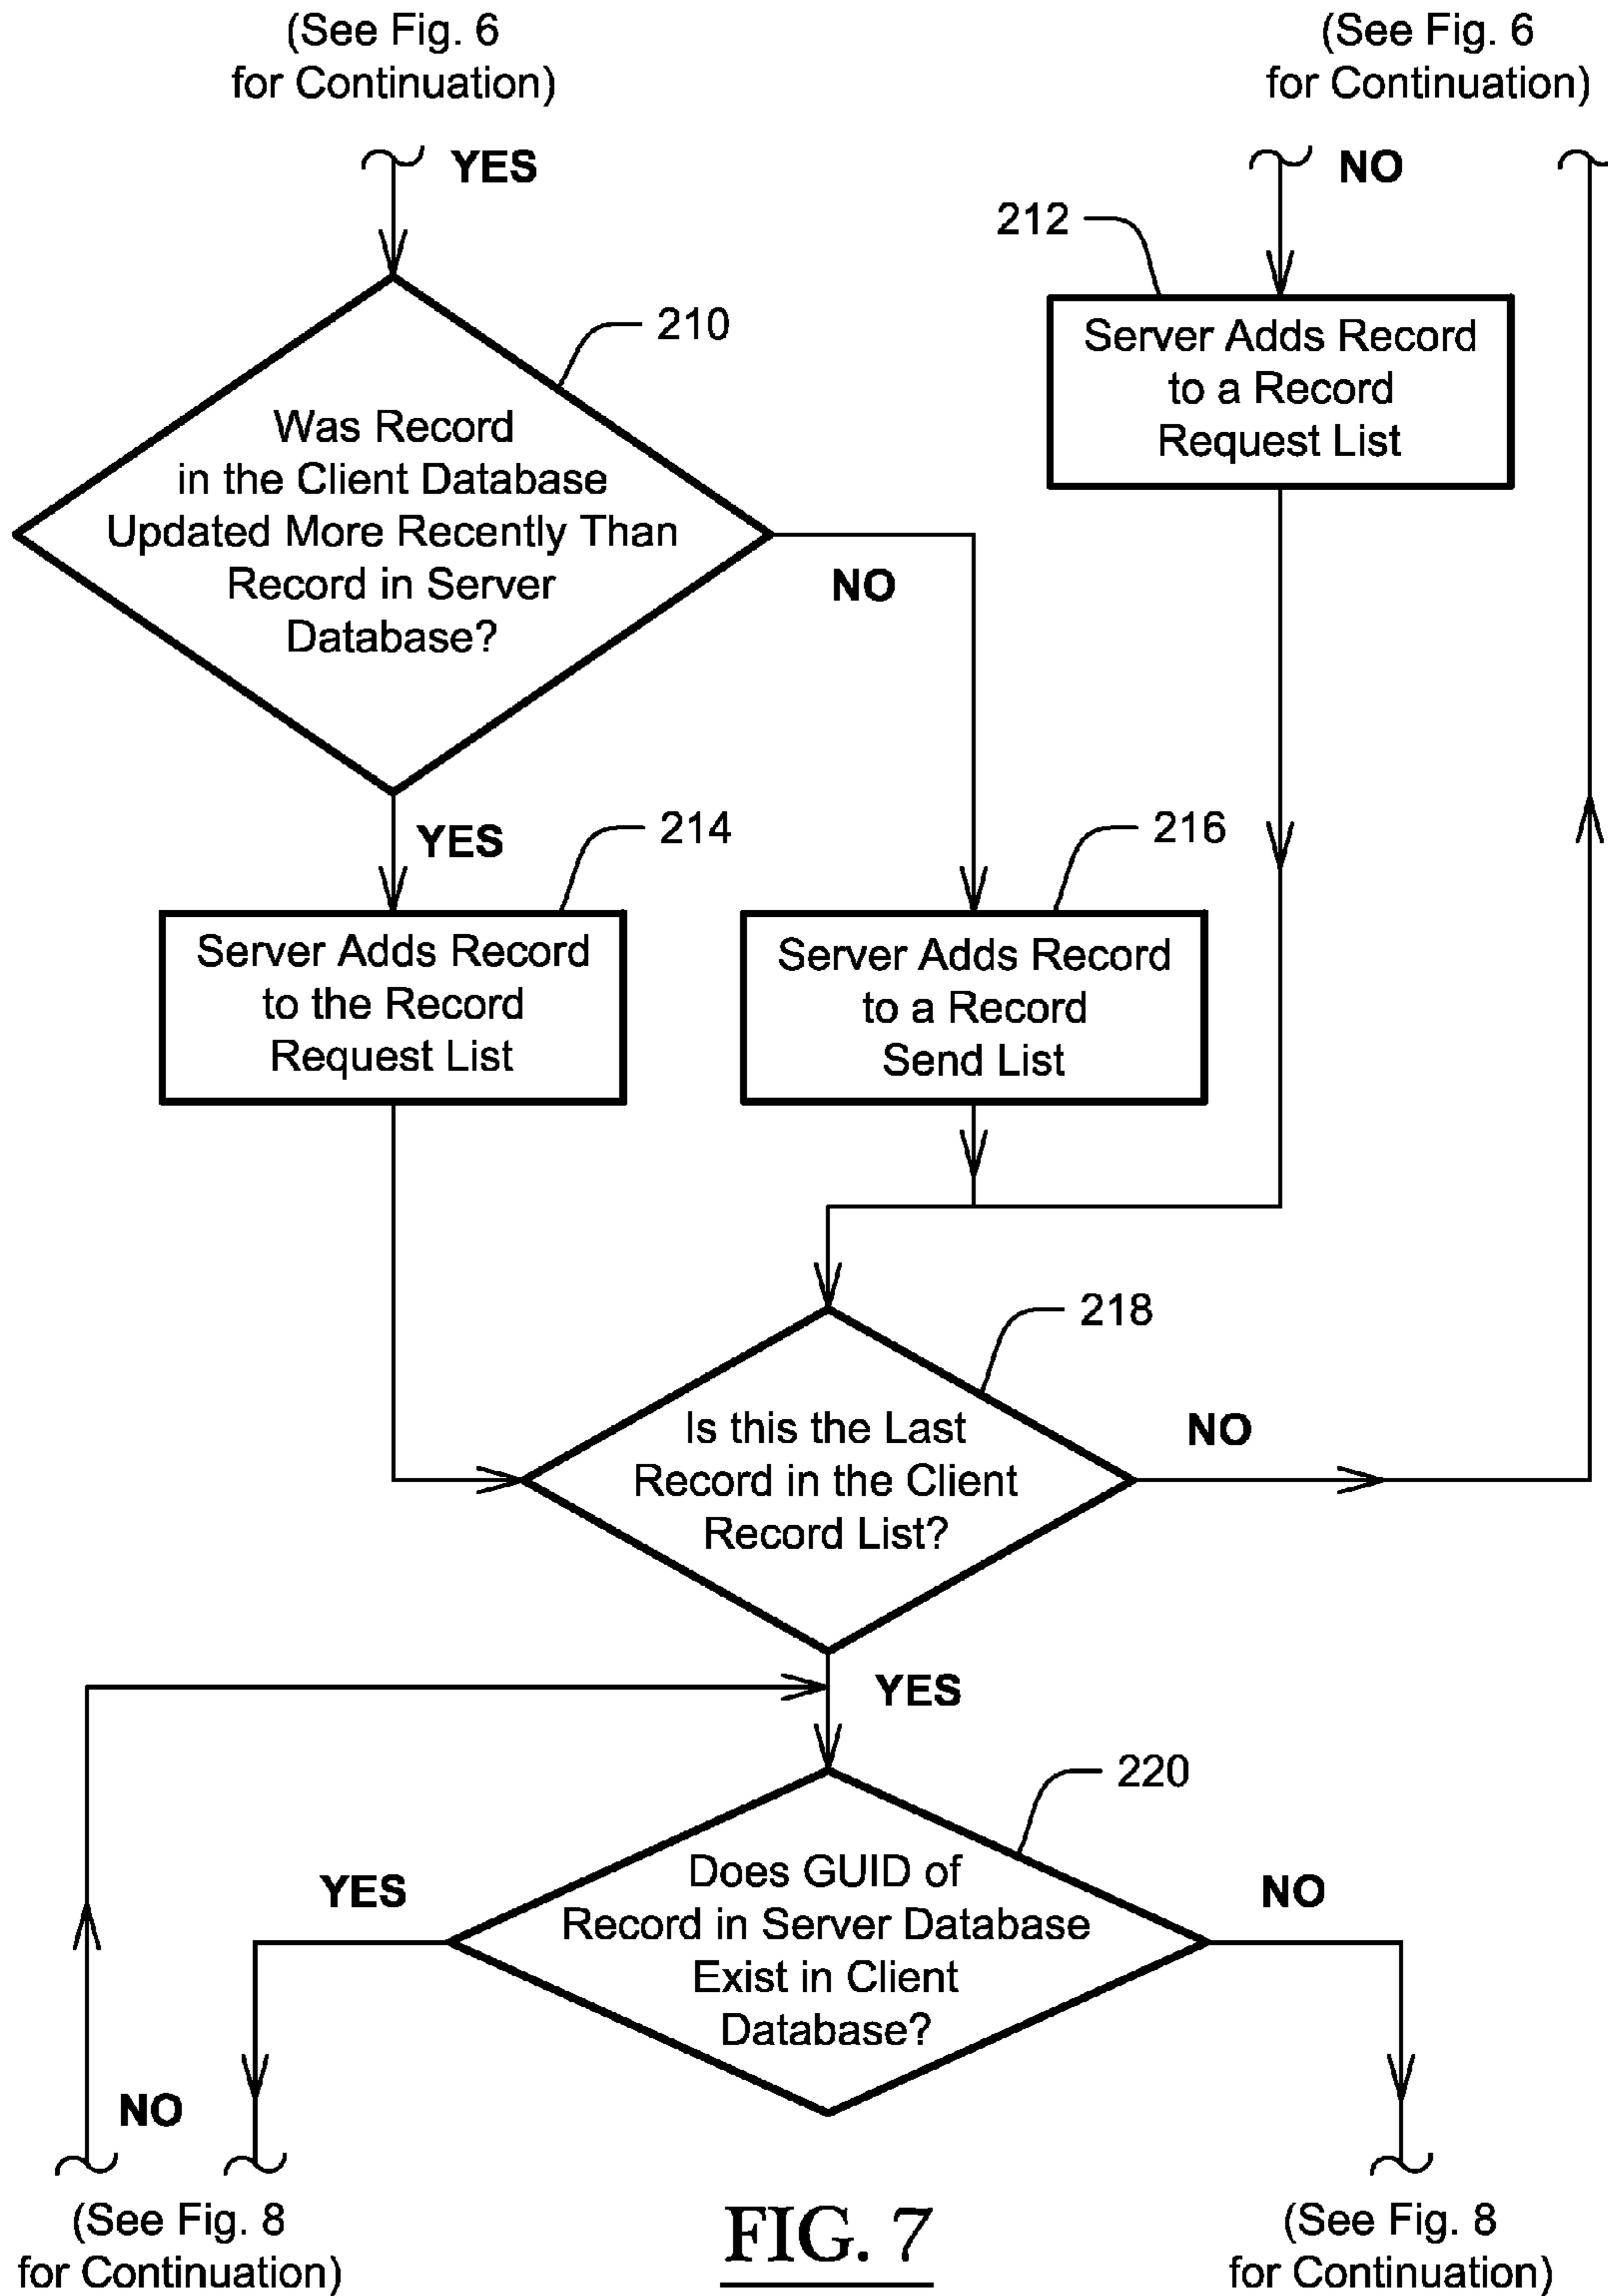 (See Fig. 6
for Continuation)
(See Fig. 6
for Continuation)
YES
NO
212
210
Server Adds Record
to a Record
Request List
Was Record
in the Client Database
Updated More Recently Than
Record in Server
Database?
NO
YES
214
216
Server Adds Record
to the Record
Request List
Server Adds Record
to a Record
Send List
218
Is this the Last
Record in the Client
Record List?
NO
YES
220
Does GUID of
Record in Server Database
Exist in Client
Database?
YES
NO
NO
(See Fig. 8
for Continuation)
FIG. 7
(See Fig. 8
for Continuation)